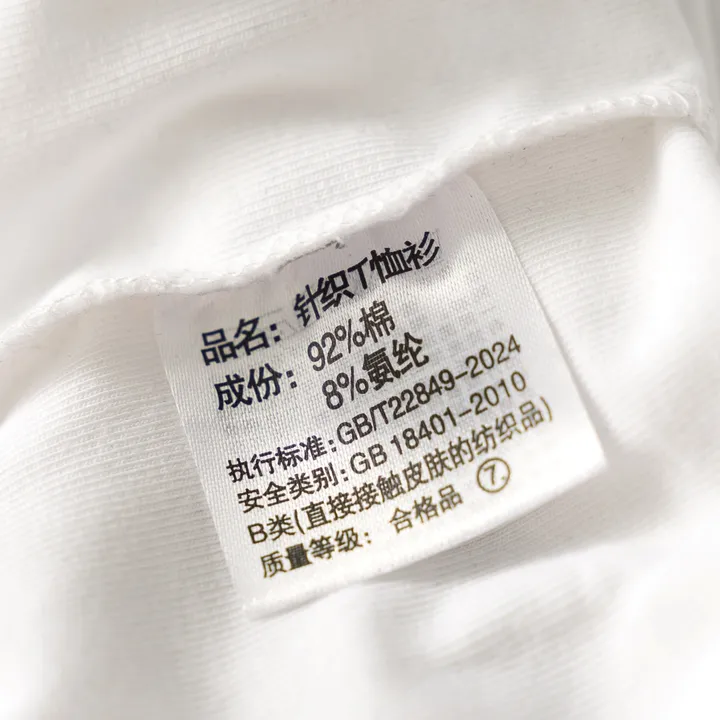 品名：针织T恤衫
成份：92%棉
8%氨纶
执行标准:GB/T22849-2024
安全类别:GB 18401-2010
B类(直接接触皮肤的纺织品)
质量等级：合格品 ⑦